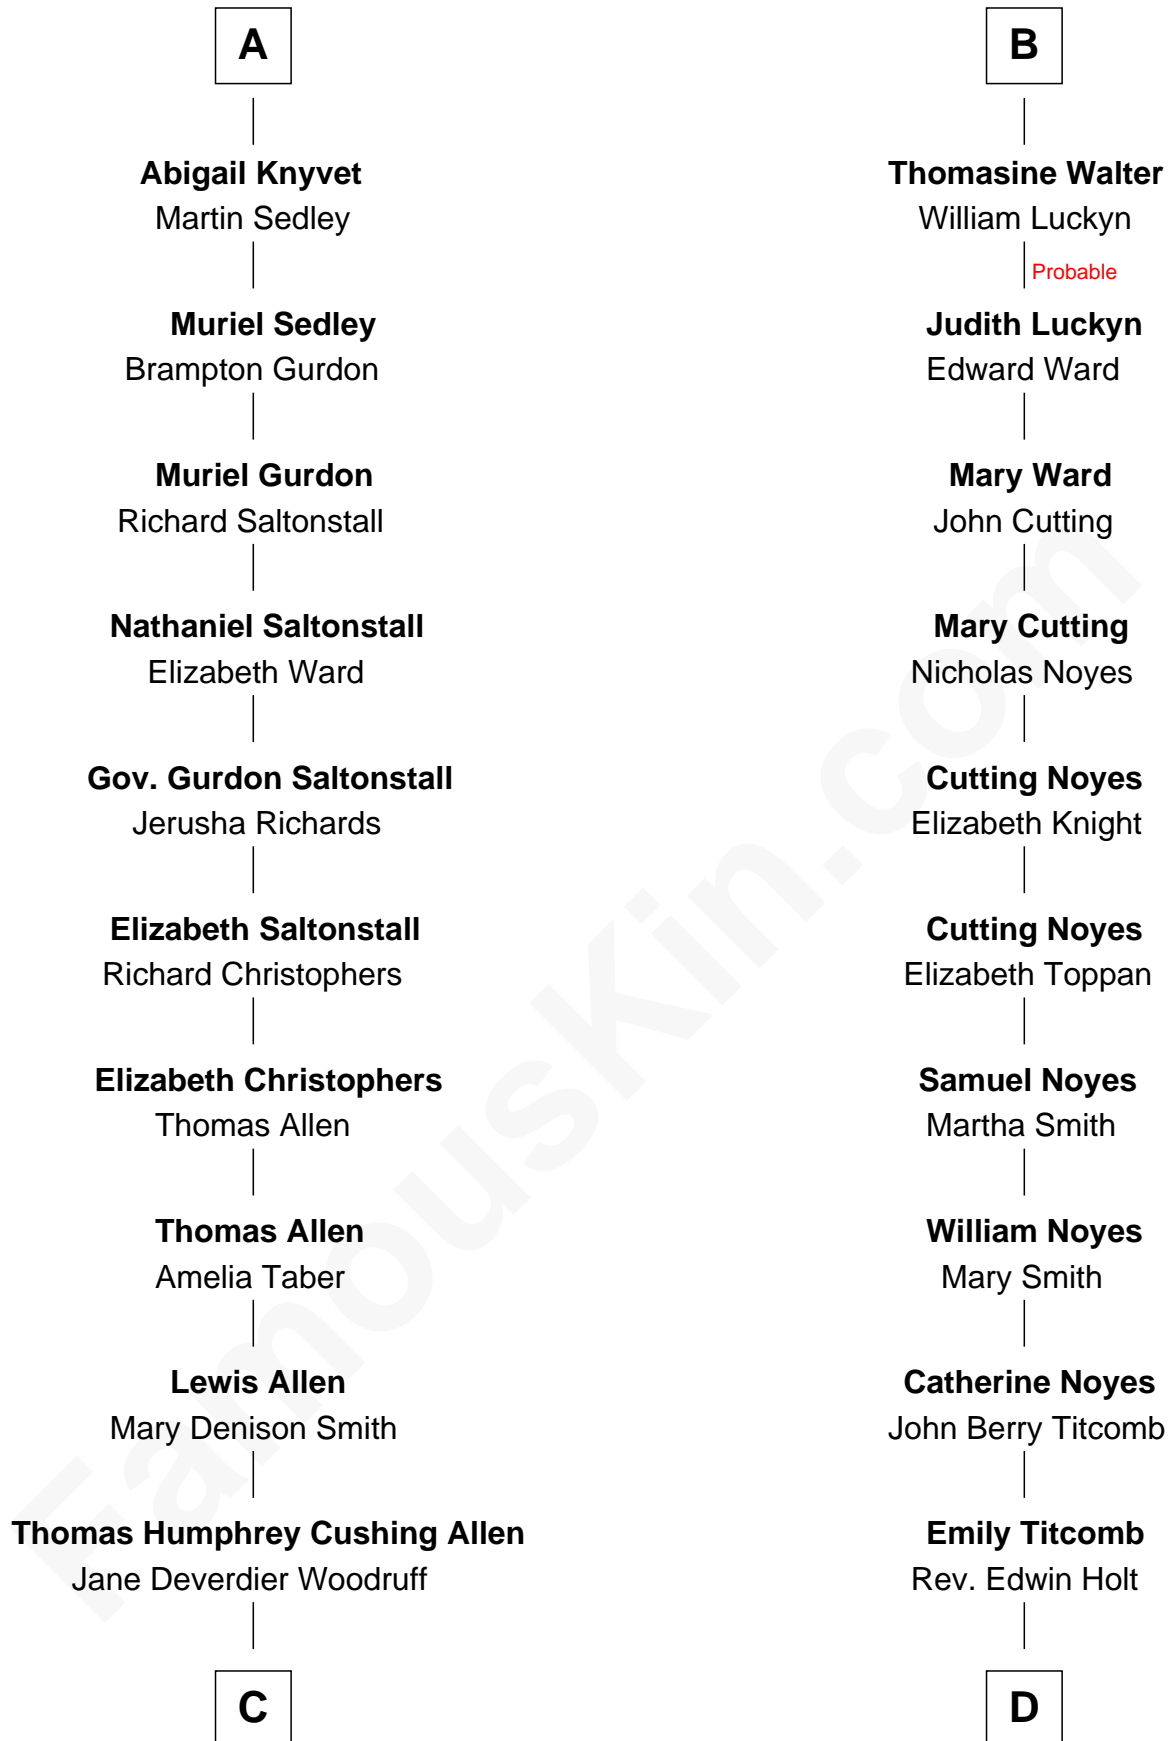 A
Abigail Knyvet
Martin Sedley
Muriel Sedley
Brampton Gurdon
Muriel Gurdon
Richard Saltonstall
Nathaniel Saltonstall
Elizabeth Ward
Gov. Gurdon Saltonstall
Jerusha Richards
Elizabeth Saltonstall
Richard Christophers
Elizabeth Christophers
Thomas Allen
Thomas Allen
Amelia Taber
Lewis Allen
Mary Denison Smith
Thomas Humphrey Cushing Allen
Jane Deverdier Woodruff
C
B
Thomasine Walter
William Luckyn
Probable
Judith Luckyn
Edward Ward
Mary Ward
John Cutting
Mary Cutting
Nicholas Noyes
Cutting Noyes
Elizabeth Knight
Cutting Noyes
Elizabeth Toppan
Samuel Noyes
Martha Smith
William Noyes
Mary Smith
Catherine Noyes
John Berry Titcomb
Emily Titcomb
Rev. Edwin Holt
D
FamousKin.com